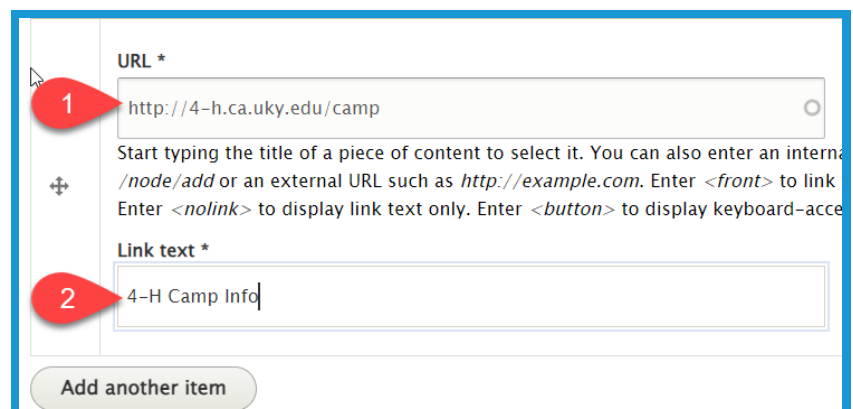 URL *
1
http://4-h.ca.uky.edu/camp
Start typing the title of a piece of content to select it. You can also enter an
/node/add or an external URL such as http://example.com. Enter <front> to link
Enter <nolink> to display link text only. Enter <button> to display
Link text *
2
4-H Camp Info
Add another item